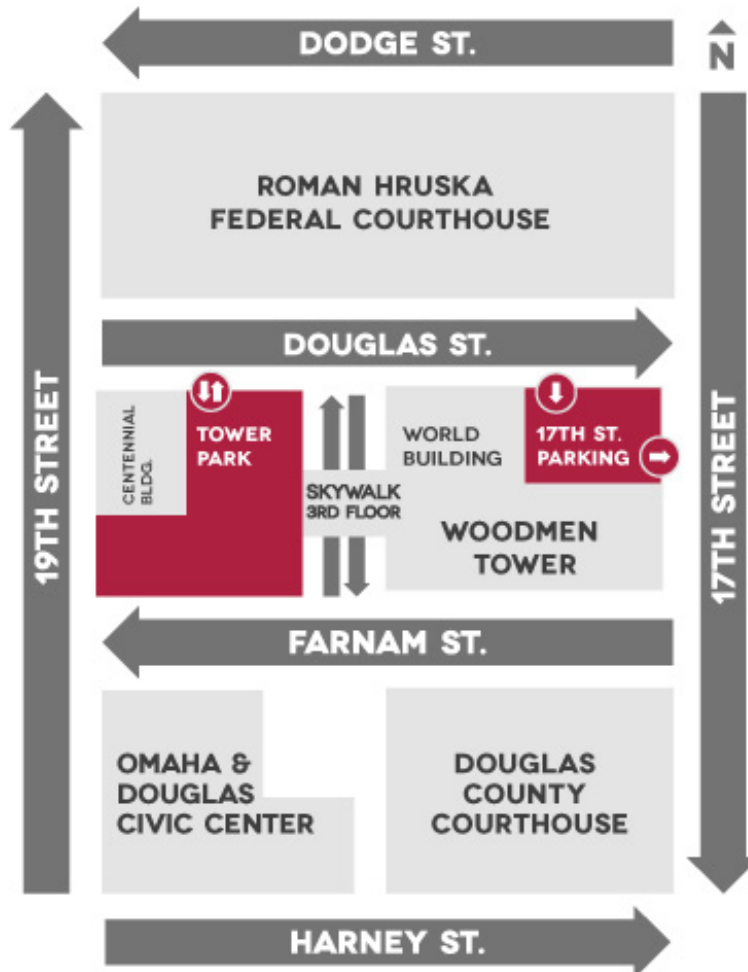 DODGE ST.
N
ROMAN HRUSKA
FEDERAL COURTHOUSE
DOUGLAS ST.
19TH STREET
17TH STREET
CENTENNIAL
BLDG.
TOWER
PARK
SKYWALK
3RD FLOOR
WORLD
BUILDING
17TH ST.
PARKING
WOODMEN
TOWER
FARNAM ST.
OMAHA &
DOUGLAS
CIVIC CENTER
DOUGLAS
COUNTY
COURTHOUSE
HARNEY ST.